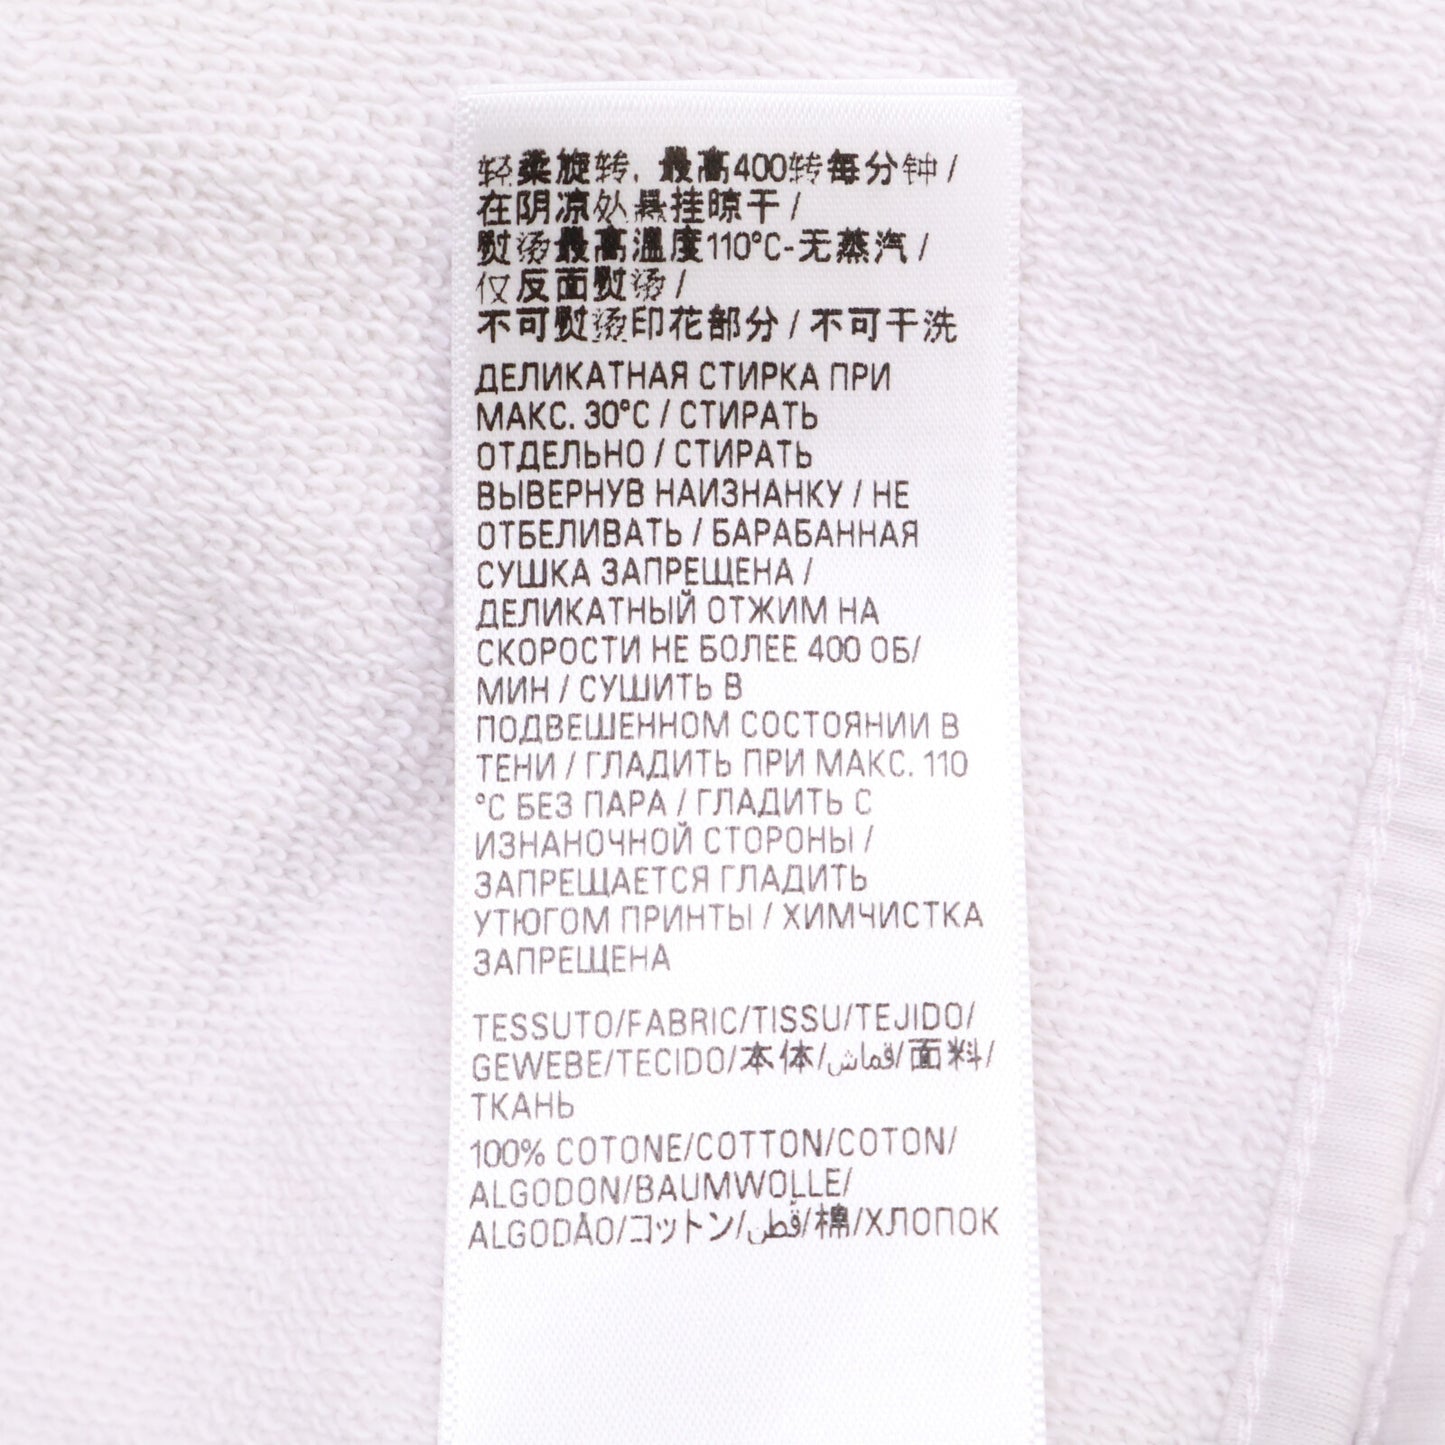 轻柔旋转, 最高400转每分钟 /
在阴凉处悬挂晾干 /
熨烫最高温度110°C-无蒸汽 /
仅反面熨烫 /
不可熨烫印花部分 / 不可干洗
ДЕЛИКАТНАЯ СТИРКА ПРИ
МАКС. 30°С / СТИРАТЬ
ОТДЕЛЬНО / СТИРАТЬ
ВЫВЕРНУВ НАИЗНАНКУ / НЕ
ОТБЕЛИВАТЬ / БАРАБАННАЯ
СУШКА ЗАПРЕЩЕНА /
ДЕЛИКАТНЫЙ ОТЖИМ НА
СКОРОСТИ НЕ БОЛЕЕ 400 ОБ/
МИН / СУШИТЬ В
ПОДВЕШЕННОМ СОСТОЯНИИ В
ТЕНИ / ГЛАДИТЬ ПРИ МАКС. 110
°С БЕЗ ПАРА / ГЛАДИТЬ С
ИЗНАНОЧНОЙ СТОРОНЫ /
ЗАПРЕЩАЕТСЯ ГЛАДИТЬ
УТЮГОМ ПРИНТЫ / ХИМЧИСТКА
ЗАПРЕЩЕНА
TESSUTO/FABRIC/TISSU/TEJIDO/
GEWEBE/TECIDO/本体/قماش/面料/
ТКАНЬ
100% COTONE/COTTON/COTON/
ALGODON/BAUMWOLLE/
ALGODÃO/コットン/قطن/棉/ХЛОПОК